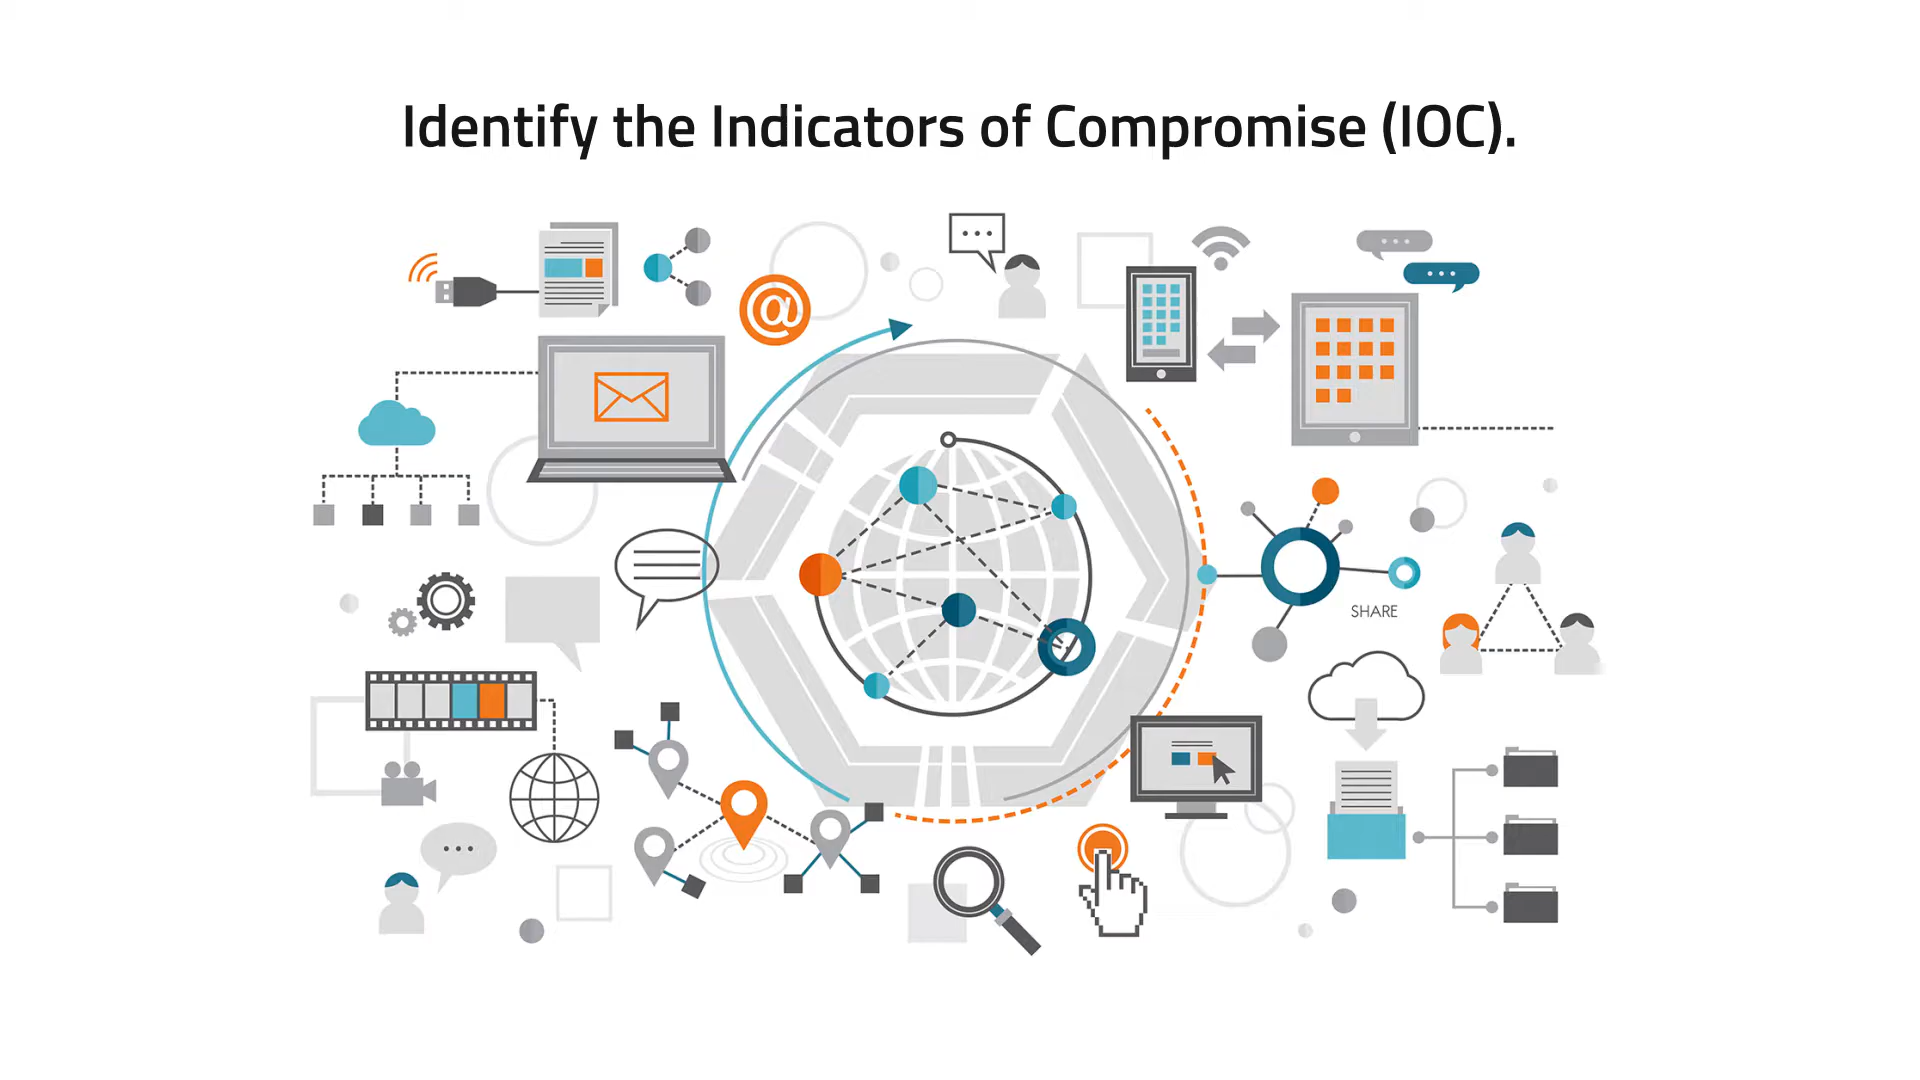 Identify the Indicators of Compromise (IOC).
@
SHARE